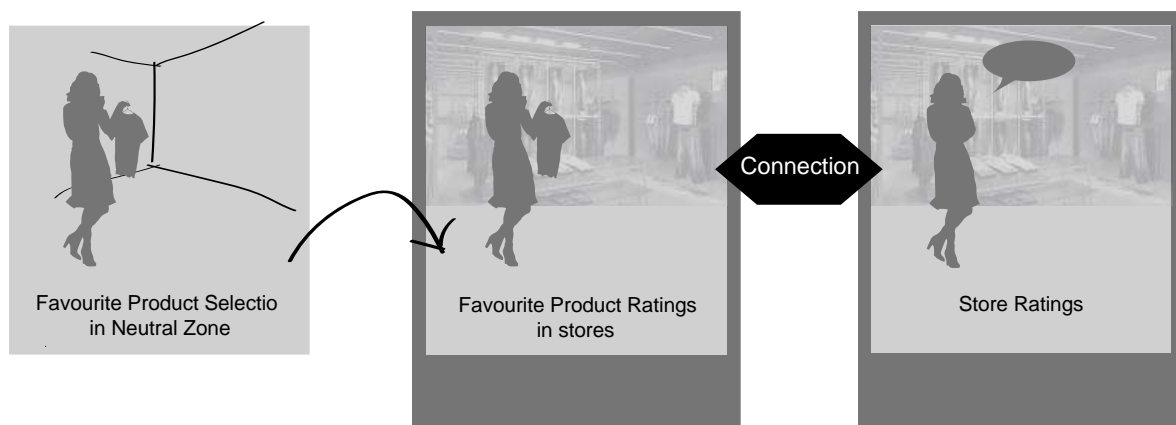 Favourite Product Selectio
in Neutral Zone
Favourite Product Ratings
in stores
Connection
Store Ratings